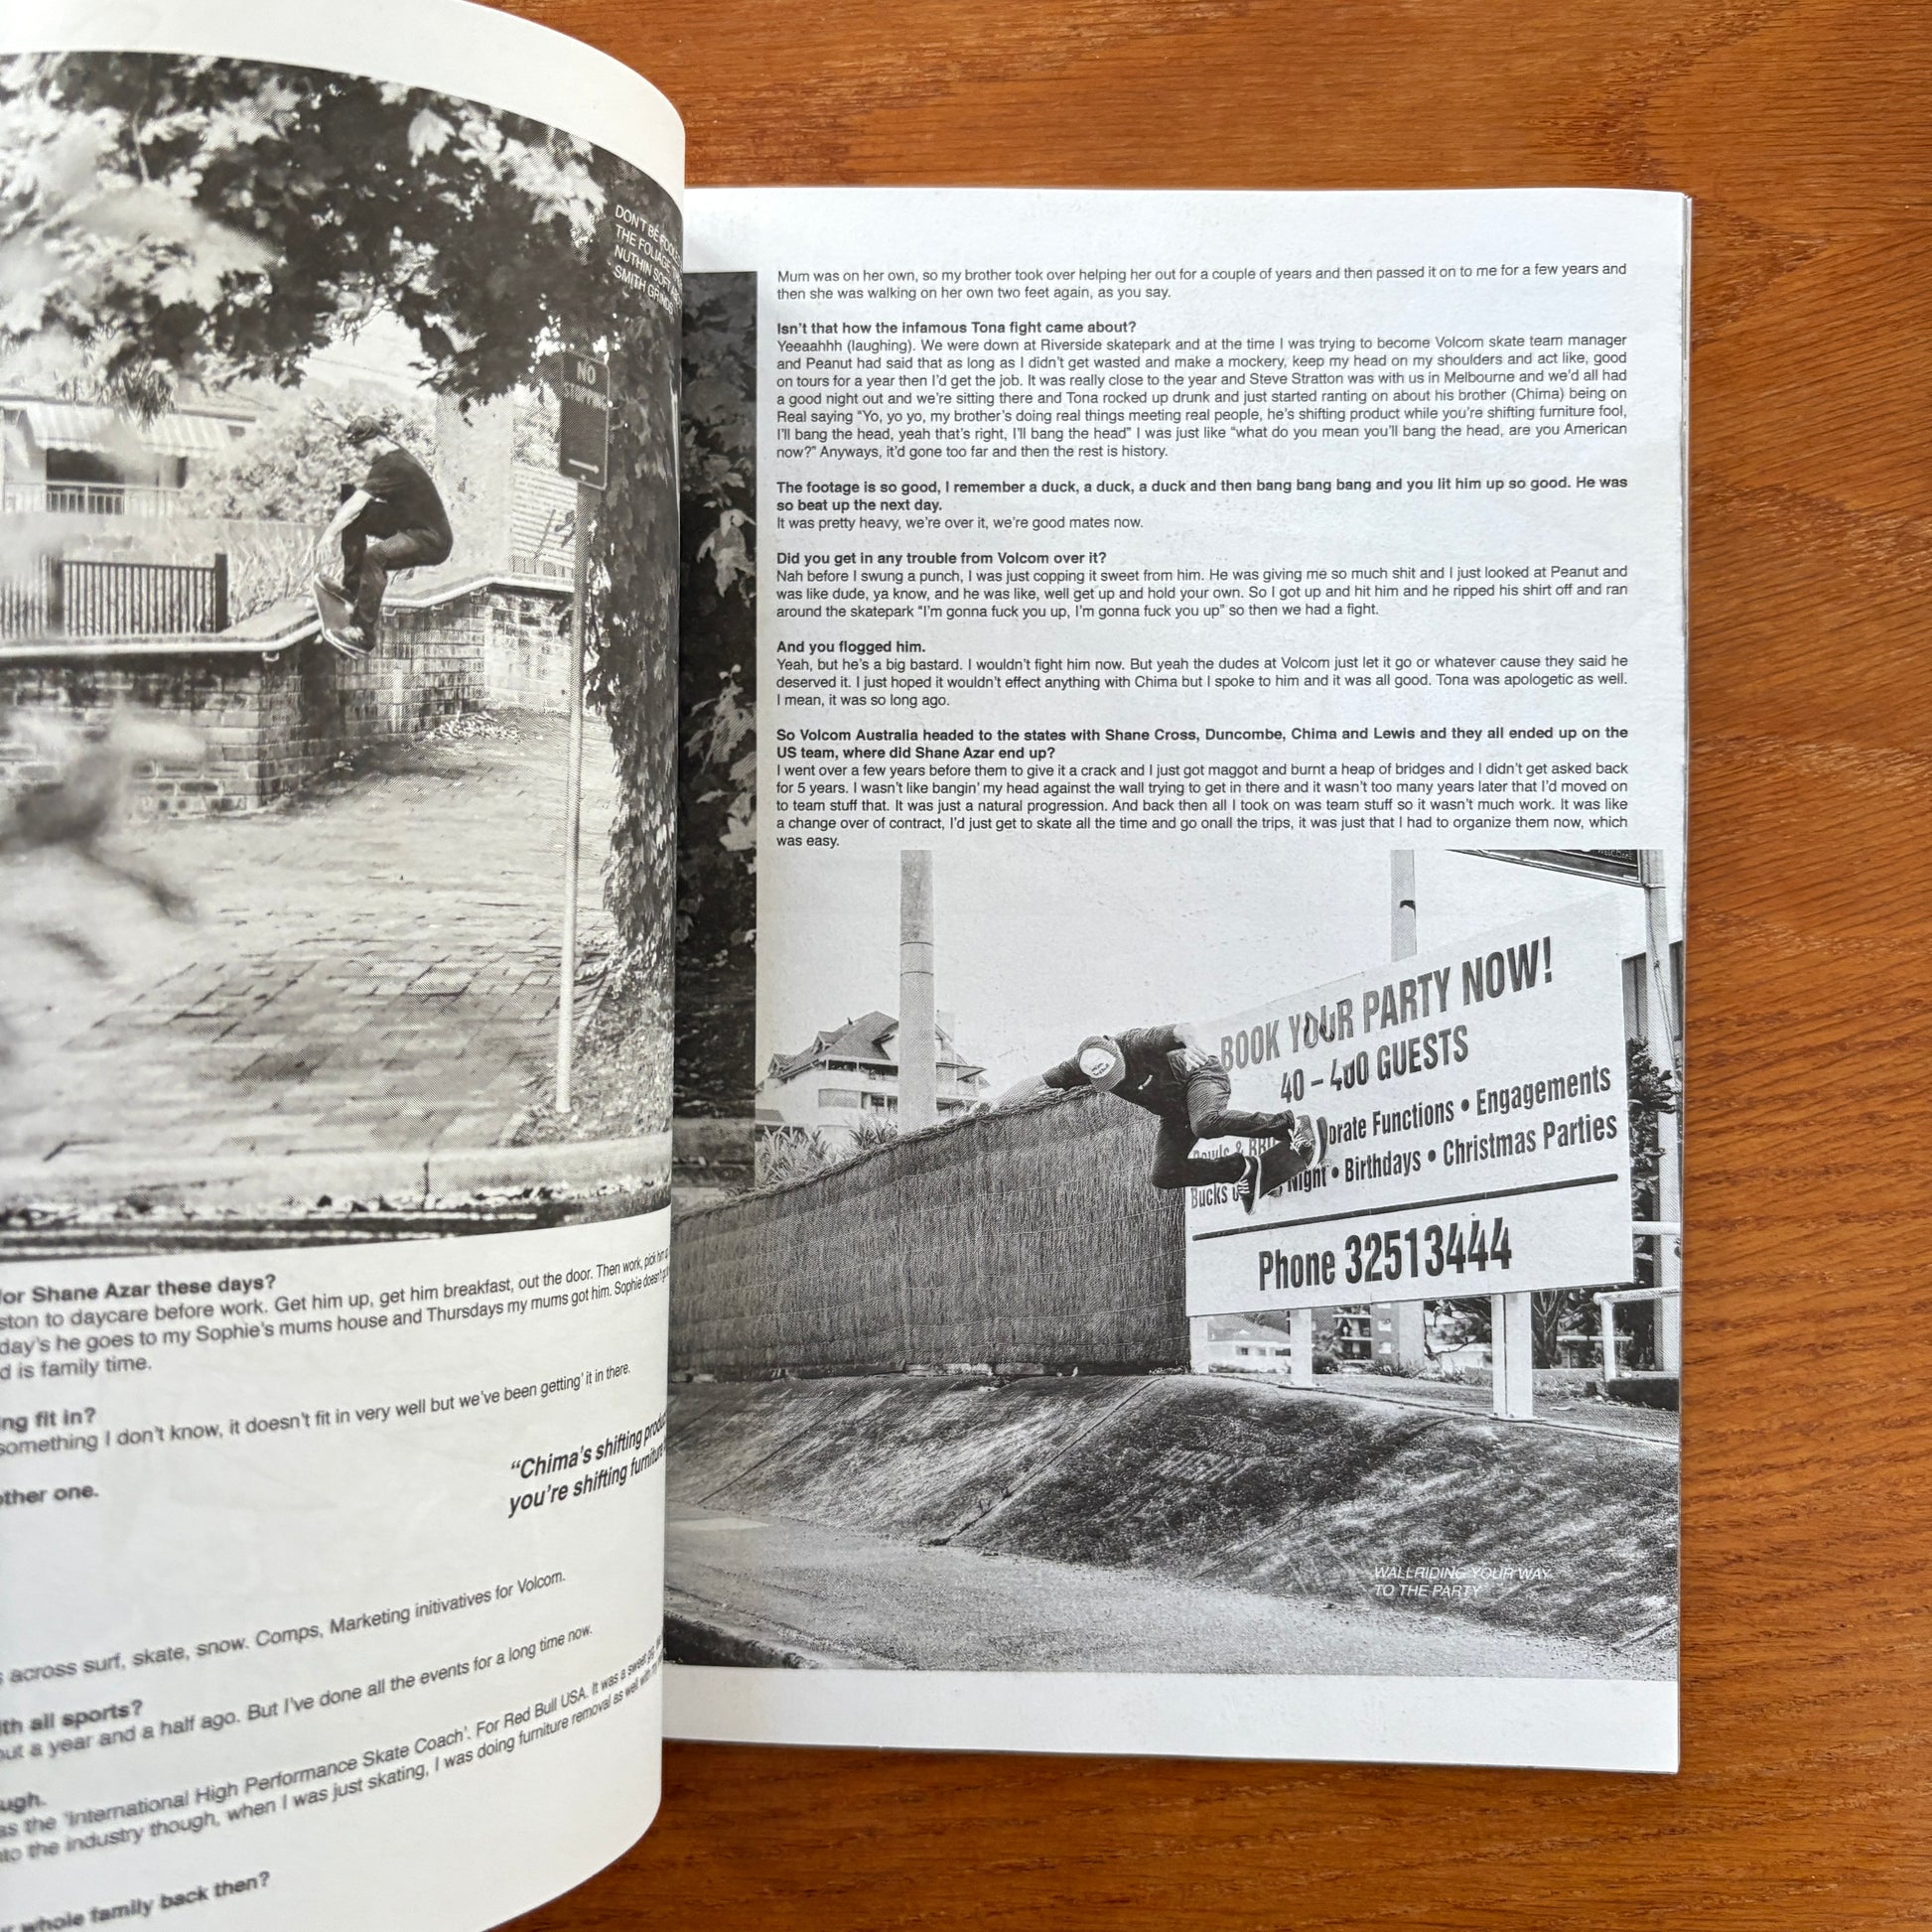 DON'T BE
THE FOLIAGE
NUTHIN SOFT
SMITH GRINDS
NO
STOPPING
or Shane Azar these days?
ston to daycare before work. Get him up, get him breakfast, out the door. Then work, pick him
day's he goes to my Sophie's mums house and Thursdays my mums got him. Sophie doesn't
d is family time.
ng fit in?
something I don't know, it doesn't fit in very well but we've been getting' it in there.
other one.
"Chima's shifting
you're shifting furniture
s across surf, skate, snow. Comps, Marketing initivatives for Volcom.
ith all sports?
out a year and a half ago. But I've done all the events for a long time now.
ugh.
as the 'International High Performance Skate Coach'. For Red Bull USA. It was a sweet
to the industry though, when I was just skating, I was doing furniture removal as well
whole family back then?
Mum was on her own, so my brother took over helping her out for a couple of years and then passed it on to me for a few years and
then she was walking on her own two feet again, as you say.
Isn't that how the infamous Tona fight came about?
Yeeaahhh (laughing). We were down at Riverside skatepark and at the time I was trying to become Volcom skate team manager
and Peanut had said that as long as I didn't get wasted and make a mockery, keep my head on my shoulders and act like, good
on tours for a year then I'd get the job. It was really close to the year and Steve Stratton was with us in Melbourne and we'd all had
a good night out and we're sitting there and Tona rocked up drunk and just started ranting on about his brother (Chima) being on
Real saying "Yo, yo yo, my brother's doing real things meeting real people, he's shifting product while you're shifting furniture fool,
I'll bang the head, yeah that's right, I'll bang the head" I was just like "what do you mean you'll bang the head, are you American
now?" Anyways, it'd gone too far and then the rest is history.
The footage is so good, I remember a duck, a duck, a duck and then bang bang bang and you lit him up so good. He was
so beat up the next day.
It was pretty heavy, we're over it, we're good mates now.
Did you get in any trouble from Volcom over it?
Nah before I swung a punch, I was just copping it sweet from him. He was giving me so much shit and I just looked at Peanut and
was like dude, ya know, and he was like, well get up and hold your own. So I got up and hit him and he ripped his shirt off and ran
around the skatepark "I'm gonna fuck you up, I'm gonna fuck you up" so then we had a fight.
And you flogged him.
Yeah, but he's a big bastard. I wouldn't fight him now. But yeah the dudes at Volcom just let it go or whatever cause they said he
deserved it. I just hoped it wouldn't effect anything with Chima but I spoke to him and it was all good. Tona was apologetic as well.
I mean, it was so long ago.
So Volcom Australia headed to the states with Shane Cross, Duncombe, Chima and Lewis and they all ended up on the
US team, where did Shane Azar end up?
I went over a few years before them to give it a crack and I just got maggot and burnt a heap of bridges and I didn't get asked back
for 5 years. I wasn't like bangin' my head against the wall trying to get in there and it wasn't too many years later that I'd moved on
to team stuff that. It was just a natural progression. And back then all I took on was team stuff so it wasn't much work. It was like
a change over of contract, I'd just get to skate all the time and go onall the trips, it was just that I had to organize them now, which
was easy.
BOOK YOUR PARTY NOW!
40 – 400 GUESTS
orate Functions • Engagements
Bucks Night • Birthdays • Christmas Parties
Phone 32513444
WALLRIDING YOUR WAY
TO THE PARTY